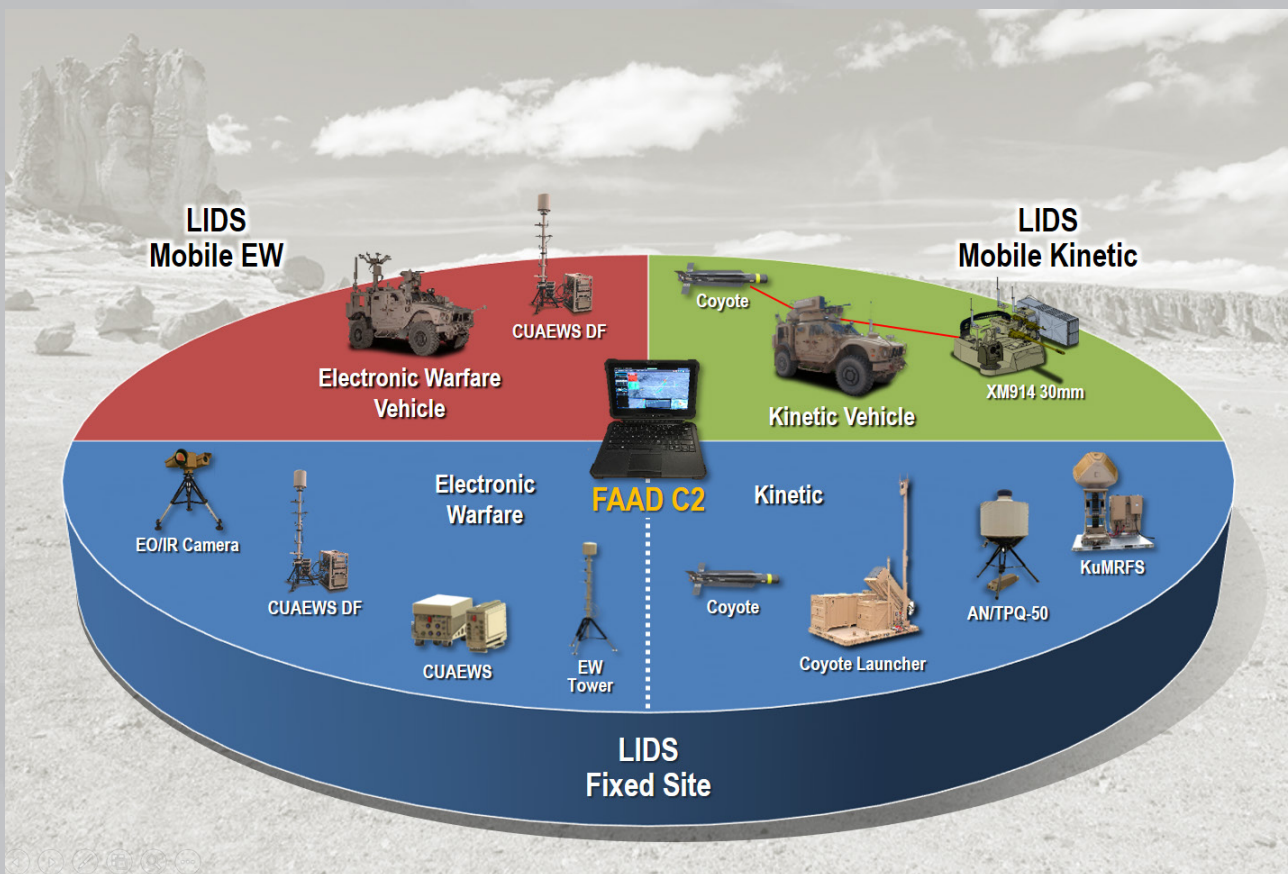 LIDS
Mobile EW
LIDS
Mobile Kinetic
CUAEWS DF
Electronic Warfare
Vehicle
Coyote
Kinetic Vehicle
XM914 30mm
FAAD C2
Electronic
Warfare
EO/IR Camera
CUAEWS DF
CUAEWS
EW
Tower
Kinetic
Coyote
Coyote Launcher
AN/TPQ-50
KuMRFS
LIDS
Fixed Site